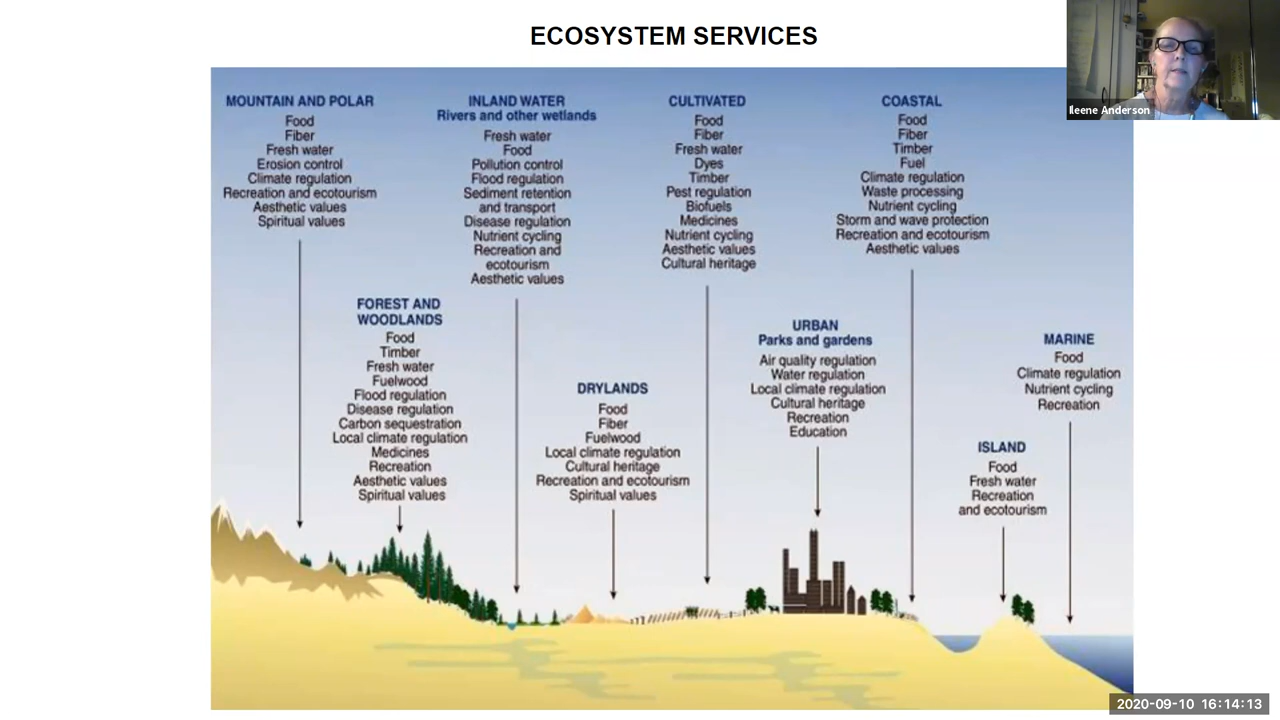 ECOSYSTEM SERVICES
Ileene Anderson
MOUNTAIN AND POLAR
Food
Fiber
Fresh water
Erosion control
Climate regulation
Recreation and ecotourism
Aesthetic values
Spiritual values
FOREST AND
WOODLANDS
Food
Timber
Fresh water
Fuelwood
Flood regulation
Disease regulation
Carbon sequestration
Local climate regulation
Medicines
Recreation
Aesthetic values
Spiritual values
INLAND WATER
Rivers and other wetlands
Fresh water
Food
Pollution control
Flood regulation
Sediment retention
and transport
Disease regulation
Nutrient cycling
Recreation and
ecotourism
Aesthetic values
DRYLANDS
Food
Fiber
Fuelwood
Local climate regulation
Cultural heritage
Recreation and ecotourism
Spiritual values
CULTIVATED
Food
Fiber
Fresh water
Dyes
Timber
Pest regulation
Biofuels
Medicines
Nutrient cycling
Aesthetic values
Cultural heritage
URBAN
Parks and gardens
Air quality regulation
Water regulation
Local climate regulation
Cultural heritage
Recreation
Education
COASTAL
Food
Fiber
Timber
Fuel
Climate regulation
Waste processing
Nutrient cycling
Storm and wave protection
Recreation and ecotourism
Aesthetic values
ISLAND
Food
Fresh water
Recreation
and ecotourism
MARINE
Food
Climate regulation
Nutrient cycling
Recreation
2020-09-10 16:14:13